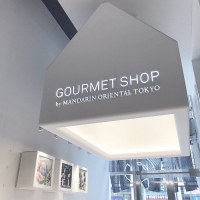 GOURMET SHOP
by MANDARIN ORIENTAL TOKYO